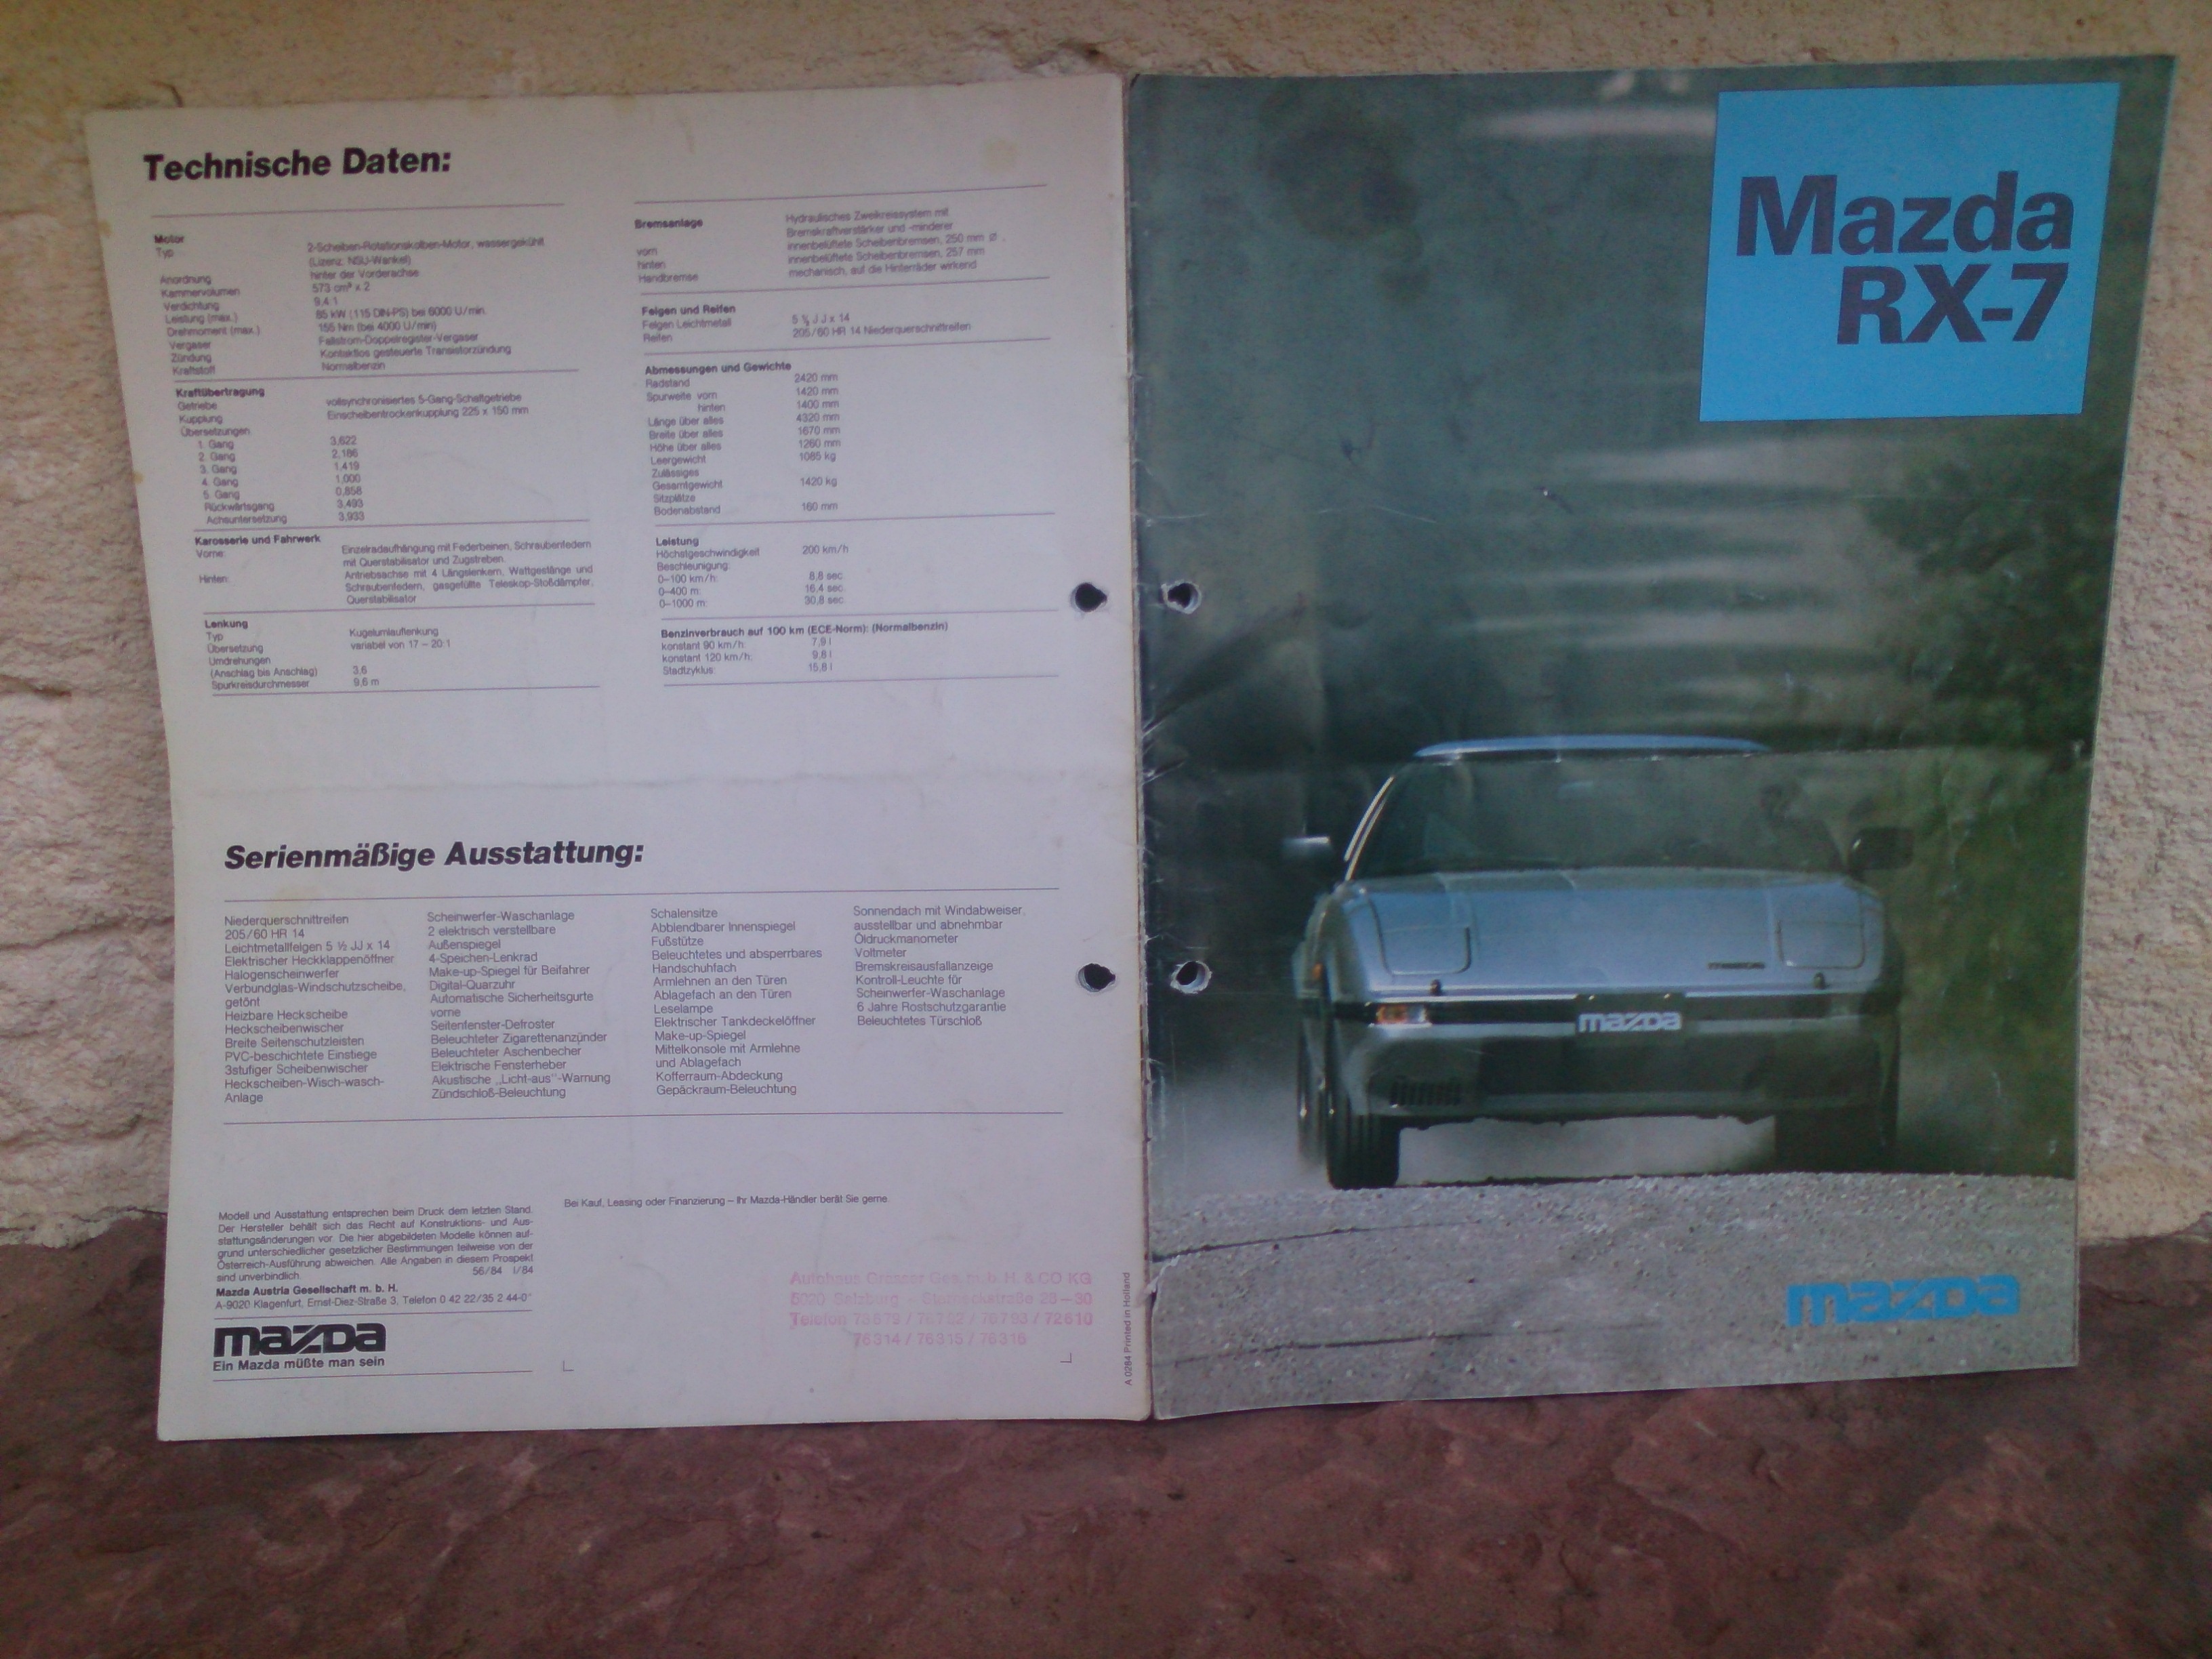 Technische Daten:
Motor
Typ 2-Scheiben-Rotationskolben-Motor, wassergekühlt
(Lizenz: NSU-Wankel)
Anordnung hinter der Vorderachse
Kammervolumen 573 cm³ x 2
Verdichtung 9,4:1
Leistung (max.) 85 kW (115 DIN-PS) bei 6000 U/min
Drehmoment (max.) 155 Nm (bei 4000 U/min)
Vergaser Fallstrom-Doppelregister-Vergaser
Zündung Kontaktlos gesteuerte Transistorzündung
Kraftstoff Normalbenzin
Kraftübertragung
Getriebe vollsynchronisiertes 5-Gang-Schaltgetriebe
Kupplung Einscheibentrockenkupplung 225 x 150 mm
Übersetzungen
1. Gang 3,622
2. Gang 2,186
3. Gang 1,419
4. Gang 1,000
5. Gang 0,858
Rückwärtsgang 3,493
Achsuntersetzung 3,933
Karosserie und Fahrwerk
Vorne: Einzelradaufhängung mit Federbeinen, Schraubenfedern
mit Querstabilisator und Zugstreben.
Hinten: Antriebsachse mit 4 Längslenkern, Wattgestänge und
Schraubenfedern, gasgefüllte Teleskop-Stoßdämpfer,
Querstabilisator
Lenkung
Typ Kugelumlauflenkung
Übersetzung variabel von 17 – 20:1
Umdrehungen
(Anschlag bis Anschlag) 3,6
Spurkreisdurchmesser 9,6 m
Bremsanlage Hydraulisches Zweikreissystem mit
Bremskraftverstärker und -minderer
vorn innenbelüftete Scheibenbremsen, 250 mm Ø
hinten innenbelüftete Scheibenbremsen, 257 mm
Handbremse mechanisch, auf die Hinterräder wirkend
Felgen und Reifen
Felgen Leichtmetall 5 ½ J J x 14
Reifen 205/60 HR 14 Niederquerschnittreifen
Abmessungen und Gewichte
Radstand 2420 mm
Spurweite vorn 1420 mm
hinten 1400 mm
Länge über alles 4320 mm
Breite über alles 1670 mm
Höhe über alles 1260 mm
Leergewicht 1085 kg
Zulässiges
Gesamtgewicht 1420 kg
Sitzplätze
Bodenabstand 160 mm
Leistung
Höchstgeschwindigkeit 200 km/h
Beschleunigung:
0–100 km/h: 8,8 sec.
0–400 m: 16,4 sec.
0–1000 m: 30,8 sec.
Benzinverbrauch auf 100 km (ECE-Norm): (Normalbenzin)
konstant 90 km/h: 7,9 l
konstant 120 km/h: 9,8 l
Stadtzyklus: 15,8 l
Serienmäßige Ausstattung:
Niederquerschnittreifen
205/60 HR 14
Leichtmetallfelgen 5 ½ JJ x 14
Elektrischer Heckklappenöffner
Halogenscheinwerfer
Verbundglas-Windschutzscheibe,
getönt
Heizbare Heckscheibe
Heckscheibenwischer
Breite Seitenschutzleisten
PVC-beschichtete Einstiege
3stufiger Scheibenwischer
Heckscheiben-Wisch-wasch-
Anlage
Scheinwerfer-Waschanlage
2 elektrisch verstellbare
Außenspiegel
4-Speichen-Lenkrad
Make-up-Spiegel für Beifahrer
Digital-Quarzuhr
Automatische Sicherheitsgurte
vorne
Seitenfenster-Defroster
Beleuchteter Zigarettenanzünder
Beleuchteter Aschenbecher
Elektrische Fensterheber
Akustische „Licht-aus“-Warnung
Zündschloß-Beleuchtung
Schalensitze
Abblendbarer Innenspiegel
Fußstütze
Beleuchtetes und absperrbares
Handschuhfach
Armlehnen an den Türen
Ablagefach an den Türen
Leselampe
Elektrischer Tankdeckelöffner
Make-up-Spiegel
Mittelkonsole mit Armlehne
und Ablagefach
Kofferraum-Abdeckung
Gepäckraum-Beleuchtung
Sonnendach mit Windabweiser,
ausstellbar und abnehmbar
Öldruckmanometer
Voltmeter
Bremskreisausfallanzeige
Kontroll-Leuchte für
Scheinwerfer-Waschanlage
6 Jahre Rostschutzgarantie
Beleuchtetes Türschloß
Modell und Ausstattung entsprechen beim Druck dem letzten Stand.
Der Hersteller behält sich das Recht auf Konstruktions- und Aus-
stattungsänderungen vor. Die hier abgebildeten Modelle können auf-
grund unterschiedlicher gesetzlicher Bestimmungen teilweise von der
Österreich-Ausführung abweichen. Alle Angaben in diesem Prospekt
sind unverbindlich. 56/84 I/84
Mazda Austria Gesellschaft m. b. H.
A-9020 Klagenfurt, Ernst-Diez-Straße 3, Telefon 0 42 22/35 2 44-0*
mazda
Ein Mazda müßte man sein
Bei Kauf, Leasing oder Finanzierung – Ihr Mazda-Händler berät Sie gerne.
Autohaus Grasser Ges. m. b. H. & CO KG
5020 Salzburg 28–30
Telefon / 72610
76314 / 76315 / 76316
A 0284 Printed in Holland
Mazda
RX-7
mazda
mazda